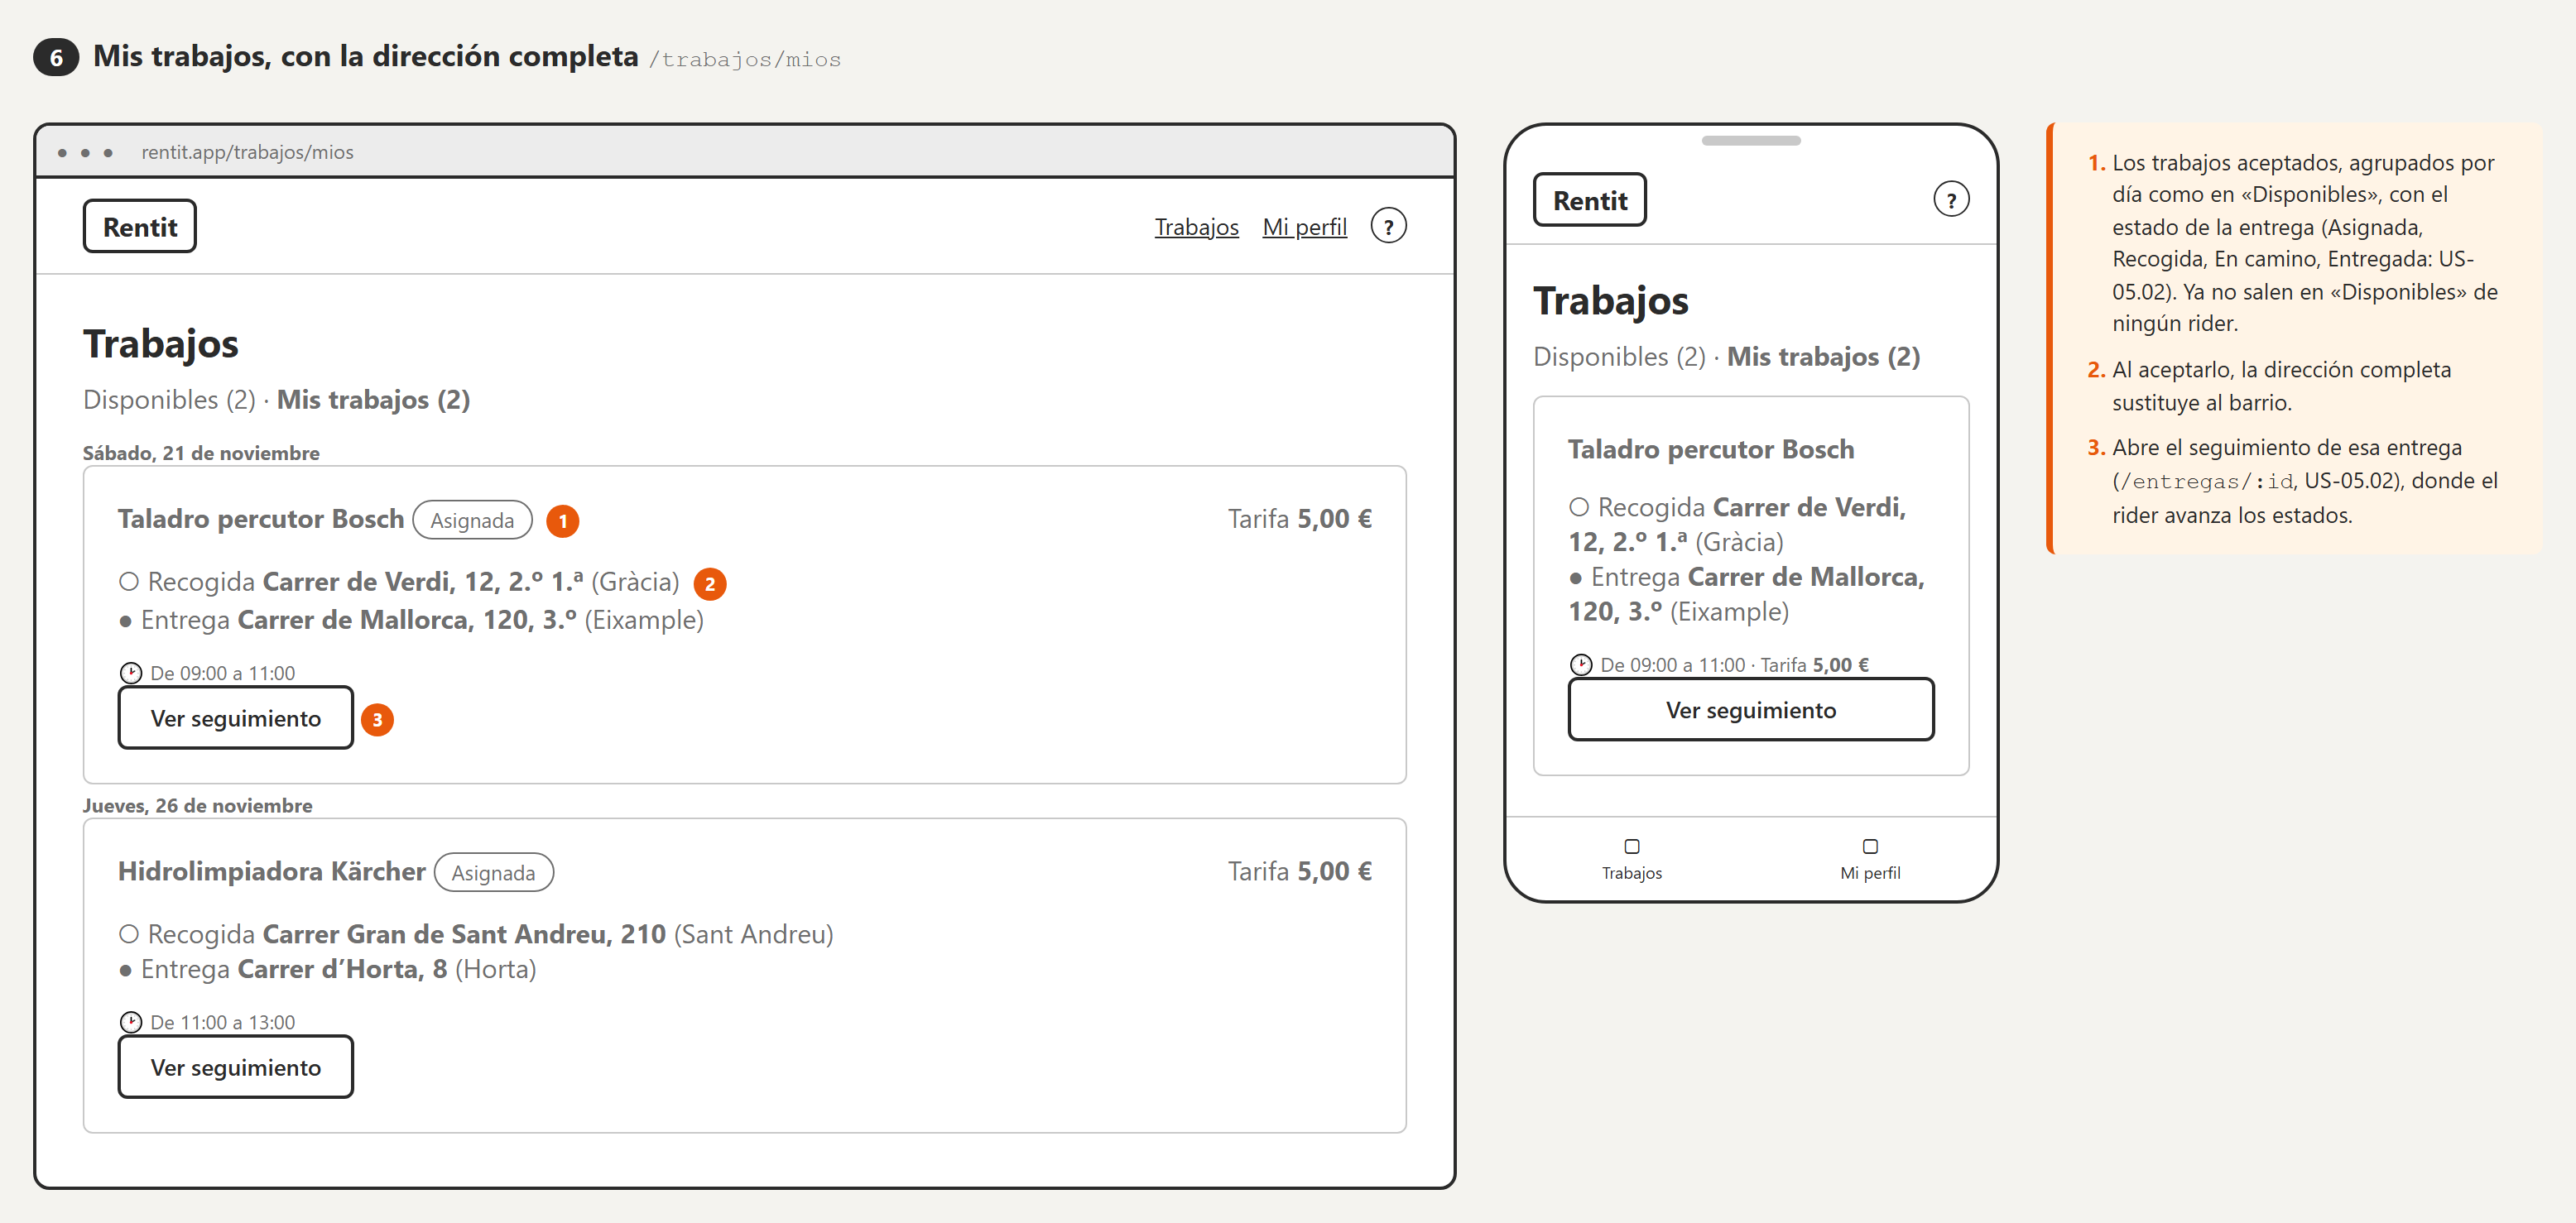 6 Mis trabajos, con la dirección completa /trabajos/mios
rentit.app/trabajos/mios
Rentit
Trabajos Mi perfil ?
Trabajos
Disponibles (2) · Mis trabajos (2)
Sábado, 21 de noviembre
Taladro percutor Bosch Asignada 1 Tarifa 5,00 €
○ Recogida Carrer de Verdi, 12, 2.º 1.ª (Gràcia) 2
● Entrega Carrer de Mallorca, 120, 3.º (Eixample)
De 09:00 a 11:00
Ver seguimiento 3
Jueves, 26 de noviembre
Hidrolimpiadora Kärcher Asignada Tarifa 5,00 €
○ Recogida Carrer Gran de Sant Andreu, 210 (Sant Andreu)
● Entrega Carrer d’Horta, 8 (Horta)
De 11:00 a 13:00
Ver seguimiento
Rentit ?
Trabajos
Disponibles (2) · Mis trabajos (2)
Taladro percutor Bosch
○ Recogida Carrer de Verdi,
12, 2.º 1.ª (Gràcia)
● Entrega Carrer de Mallorca,
120, 3.º (Eixample)
De 09:00 a 11:00 · Tarifa 5,00 €
Ver seguimiento
Trabajos Mi perfil
1. Los trabajos aceptados, agrupados por
día como en «Disponibles», con el
estado de la entrega (Asignada,
Recogida, En camino, Entregada: US-
05.02). Ya no salen en «Disponibles» de
ningún rider.
2. Al aceptarlo, la dirección completa
sustituye al barrio.
3. Abre el seguimiento de esa entrega
(/entregas/:id, US-05.02), donde el
rider avanza los estados.